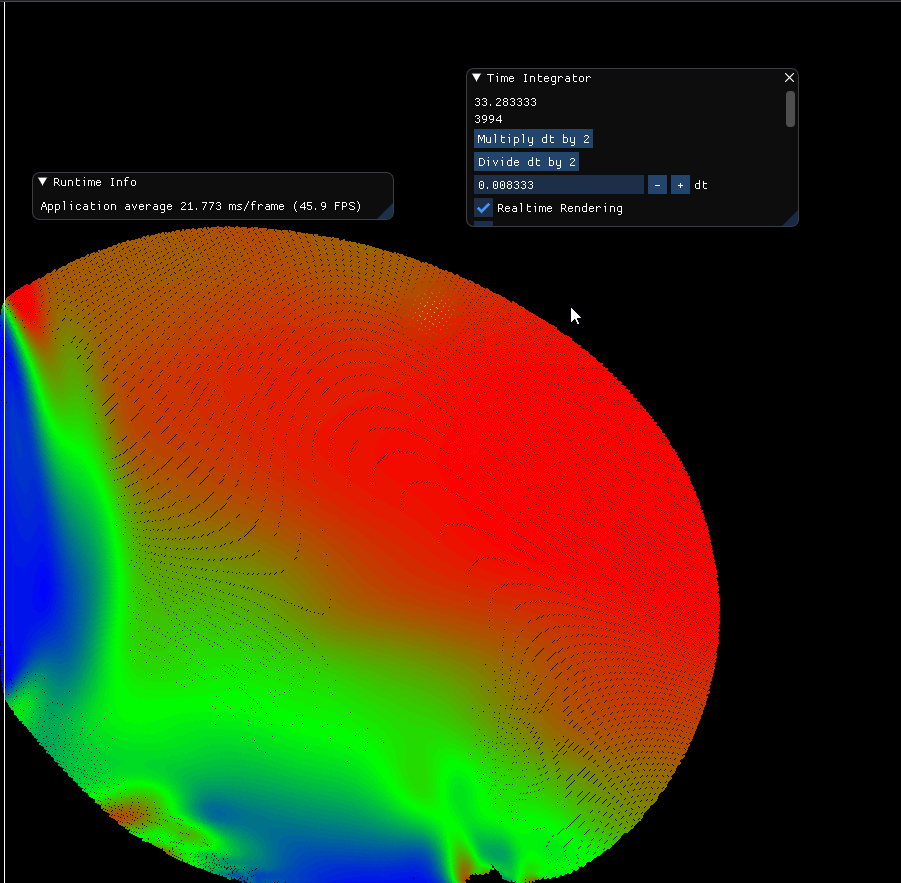 Time Integrator
33.283333
3994
Multiply dt by 2
Divide dt by 2
0.008333 - + dt
Realtime Rendering
Runtime Info
Application average 21.773 ms/frame (45.9 FPS)